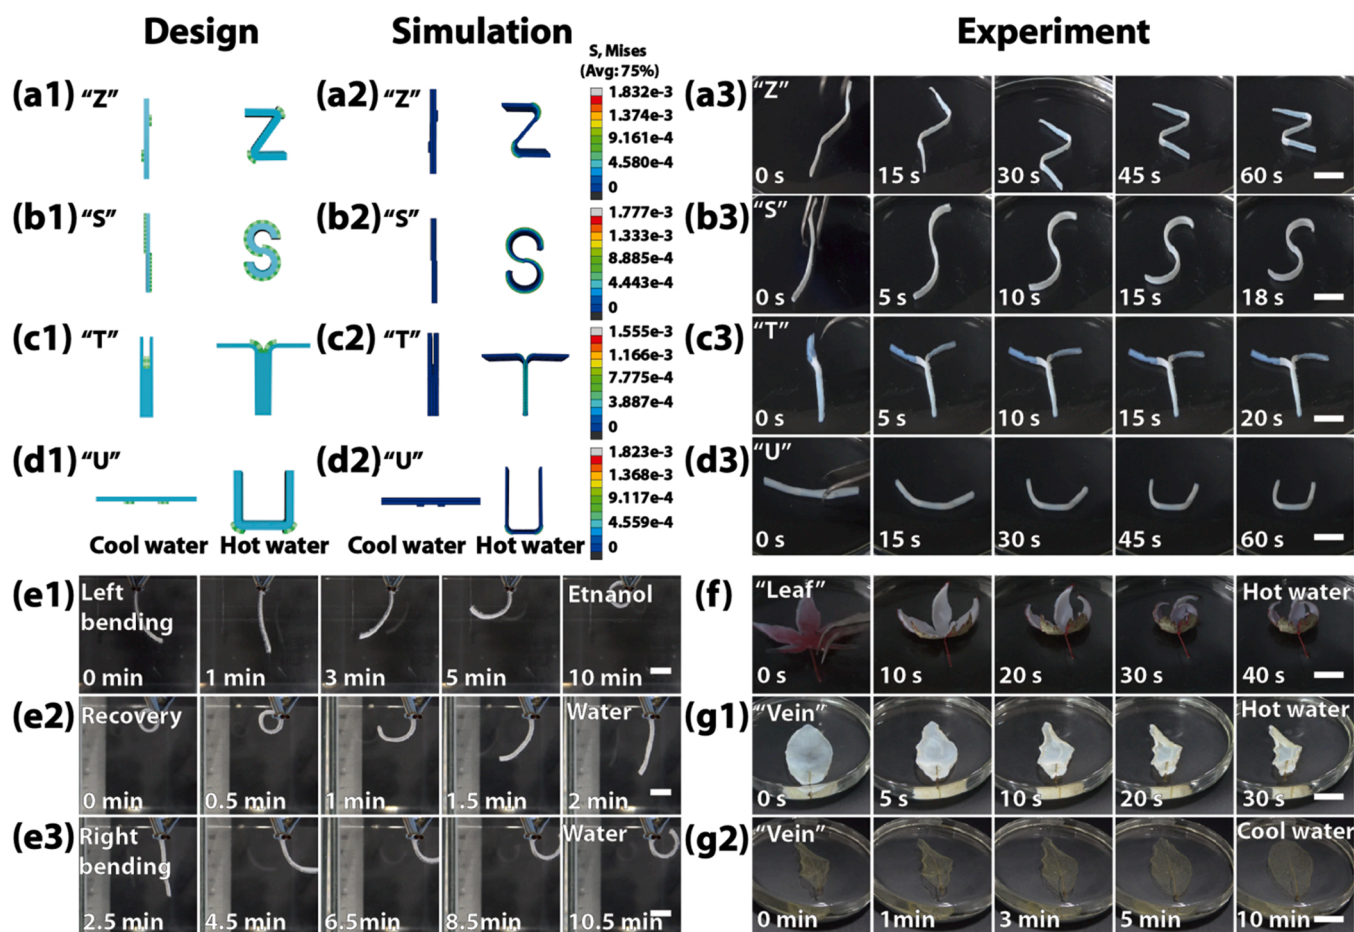 Design Simulation Experiment
S, Mises
(Avg: 75%)
(a1) "Z" (a2) "Z" 1.832e-3
1.374e-3
9.161e-4
4.580e-4
0
(a3) "Z"
0 s 15 s 30 s 45 s 60 s
(b1) "S" (b2) "S" 1.777e-3
1.333e-3
8.885e-4
4.443e-4
0
(b3) "S"
0 s 5 s 10 s 15 s 18 s
(c1) "T" (c2) "T" 1.555e-3
1.166e-3
7.775e-4
3.887e-4
0
(c3) "T"
0 s 5 s 10 s 15 s 20 s
(d1) "U" (d2) "U" 1.823e-3
1.368e-3
9.117e-4
4.559e-4
0
Cool water Hot water Cool water Hot water
(d3) "U"
0 s 15 s 30 s 45 s 60 s
(e1) Left bending Etnanol
0 min 1 min 3 min 5 min 10 min
(e2) Recovery Water
0 min 0.5 min 1 min 1.5 min 2 min
(e3) Right bending Water
2.5 min 4.5 min 6.5min 8.5min 10.5 min
(f) "Leaf" Hot water
0 s 10 s 20 s 30 s 40 s
(g1) "Vein" Hot water
0 s 5 s 10 s 20 s 30 s
(g2) "Vein" Cool water
0 min 1min 3 min 5 min 10 min